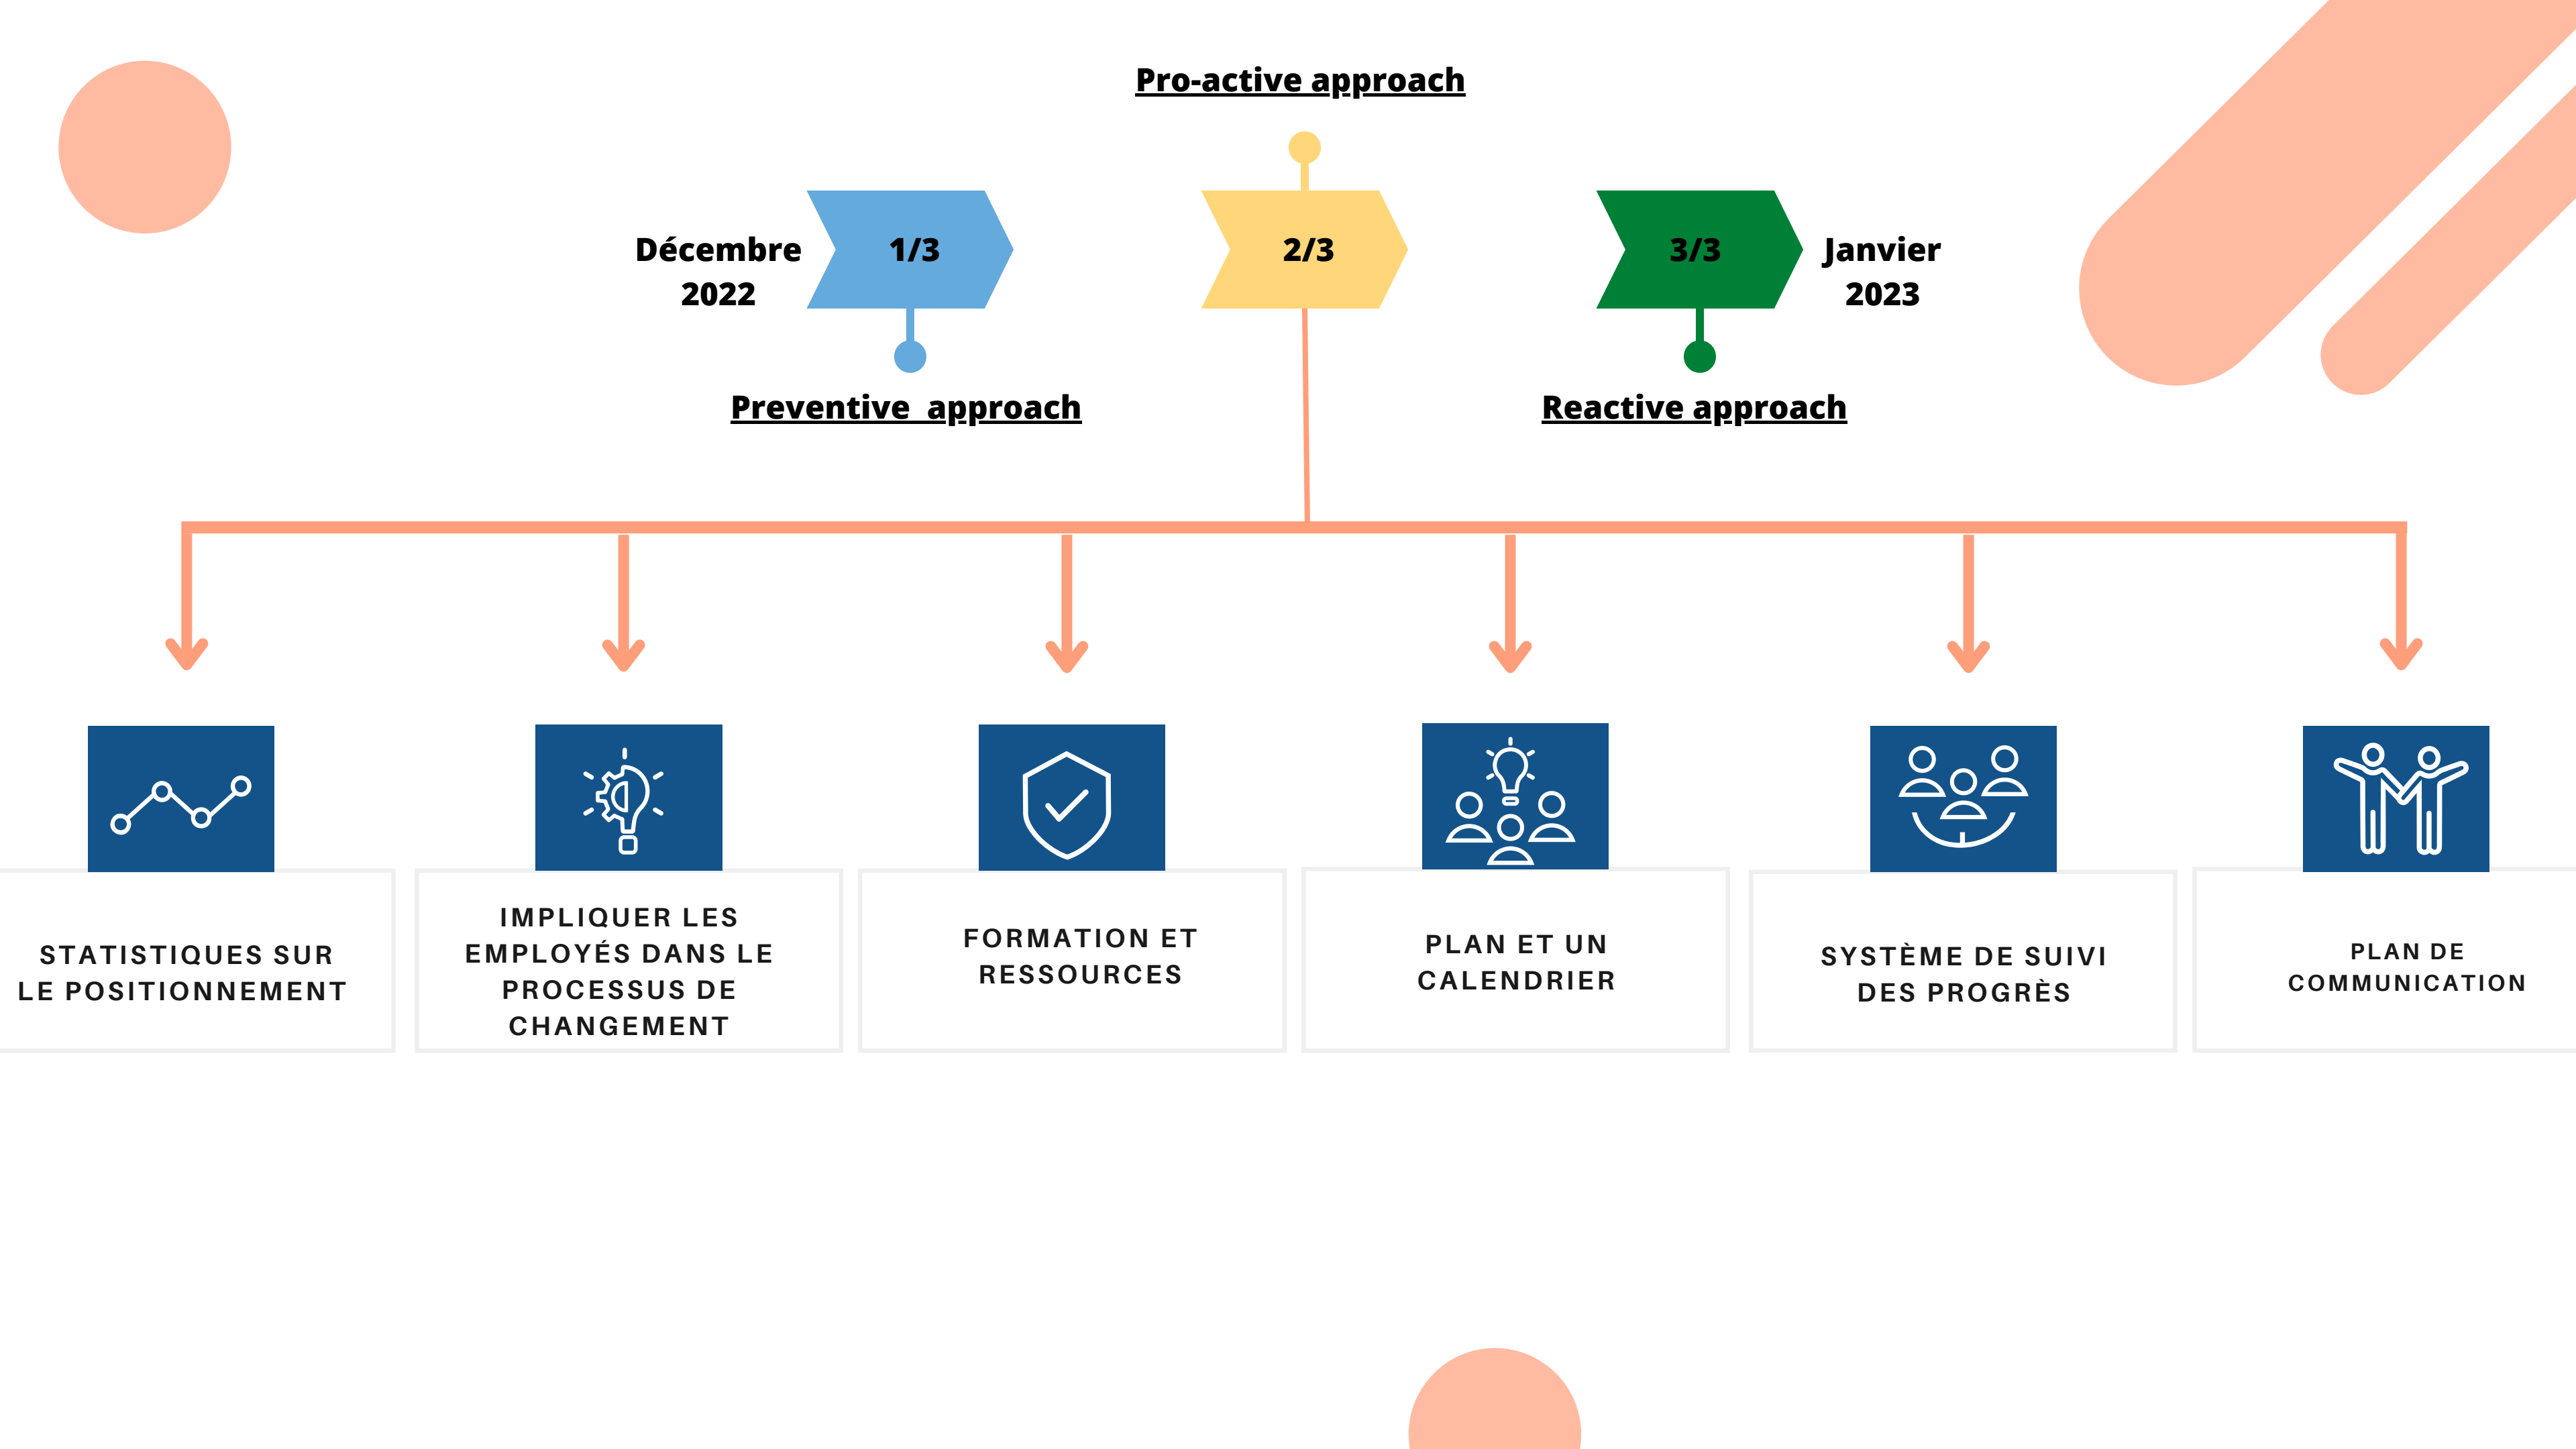 Pro-active approach
Décembre
2022
1/3
2/3
3/3
Janvier
2023
Preventive  approach
Reactive approach
STATISTIQUES SUR
LE POSITIONNEMENT
IMPLIQUER LES
EMPLOYÉS DANS LE
PROCESSUS DE
CHANGEMENT
FORMATION ET
RESSOURCES
PLAN ET UN
CALENDRIER
SYSTÈME DE SUIVI
DES PROGRÈS
PLAN DE
COMMUNICATION